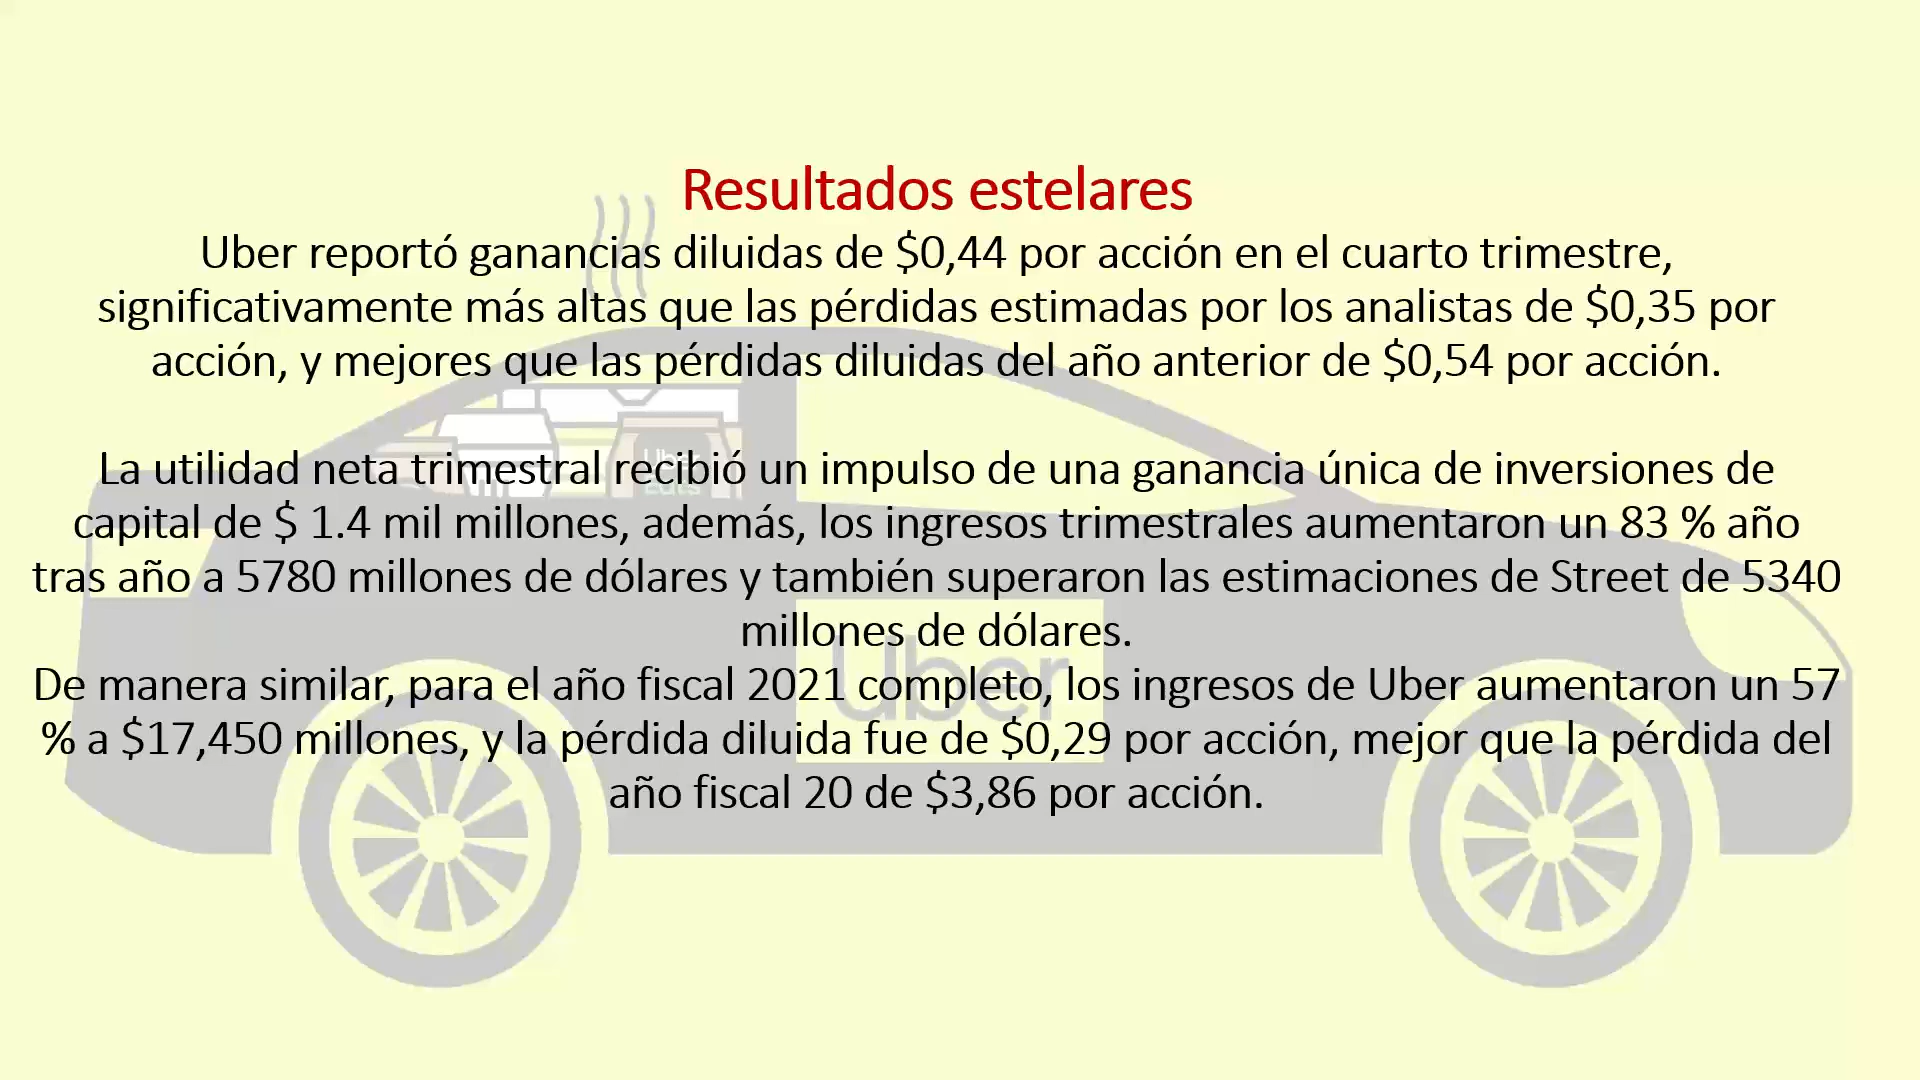 Resultados estelares
Uber reportó ganancias diluidas de $0,44 por acción en el cuarto trimestre,
significativamente más altas que las pérdidas estimadas por los analistas de $0,35 por
acción, y mejores que las pérdidas diluidas del año anterior de $0,54 por acción.
La utilidad neta trimestral recibió un impulso de una ganancia única de inversiones de
capital de $ 1.4 mil millones, además, los ingresos trimestrales aumentaron un 83 % año
tras año a 5780 millones de dólares y también superaron las estimaciones de Street de 5340
millones de dólares.
De manera similar, para el año fiscal 2021 completo, los ingresos de Uber aumentaron un 57
% a $17,450 millones, y la pérdida diluida fue de $0,29 por acción, mejor que la pérdida del
año fiscal 20 de $3,86 por acción.
Uber
Eats
Uber